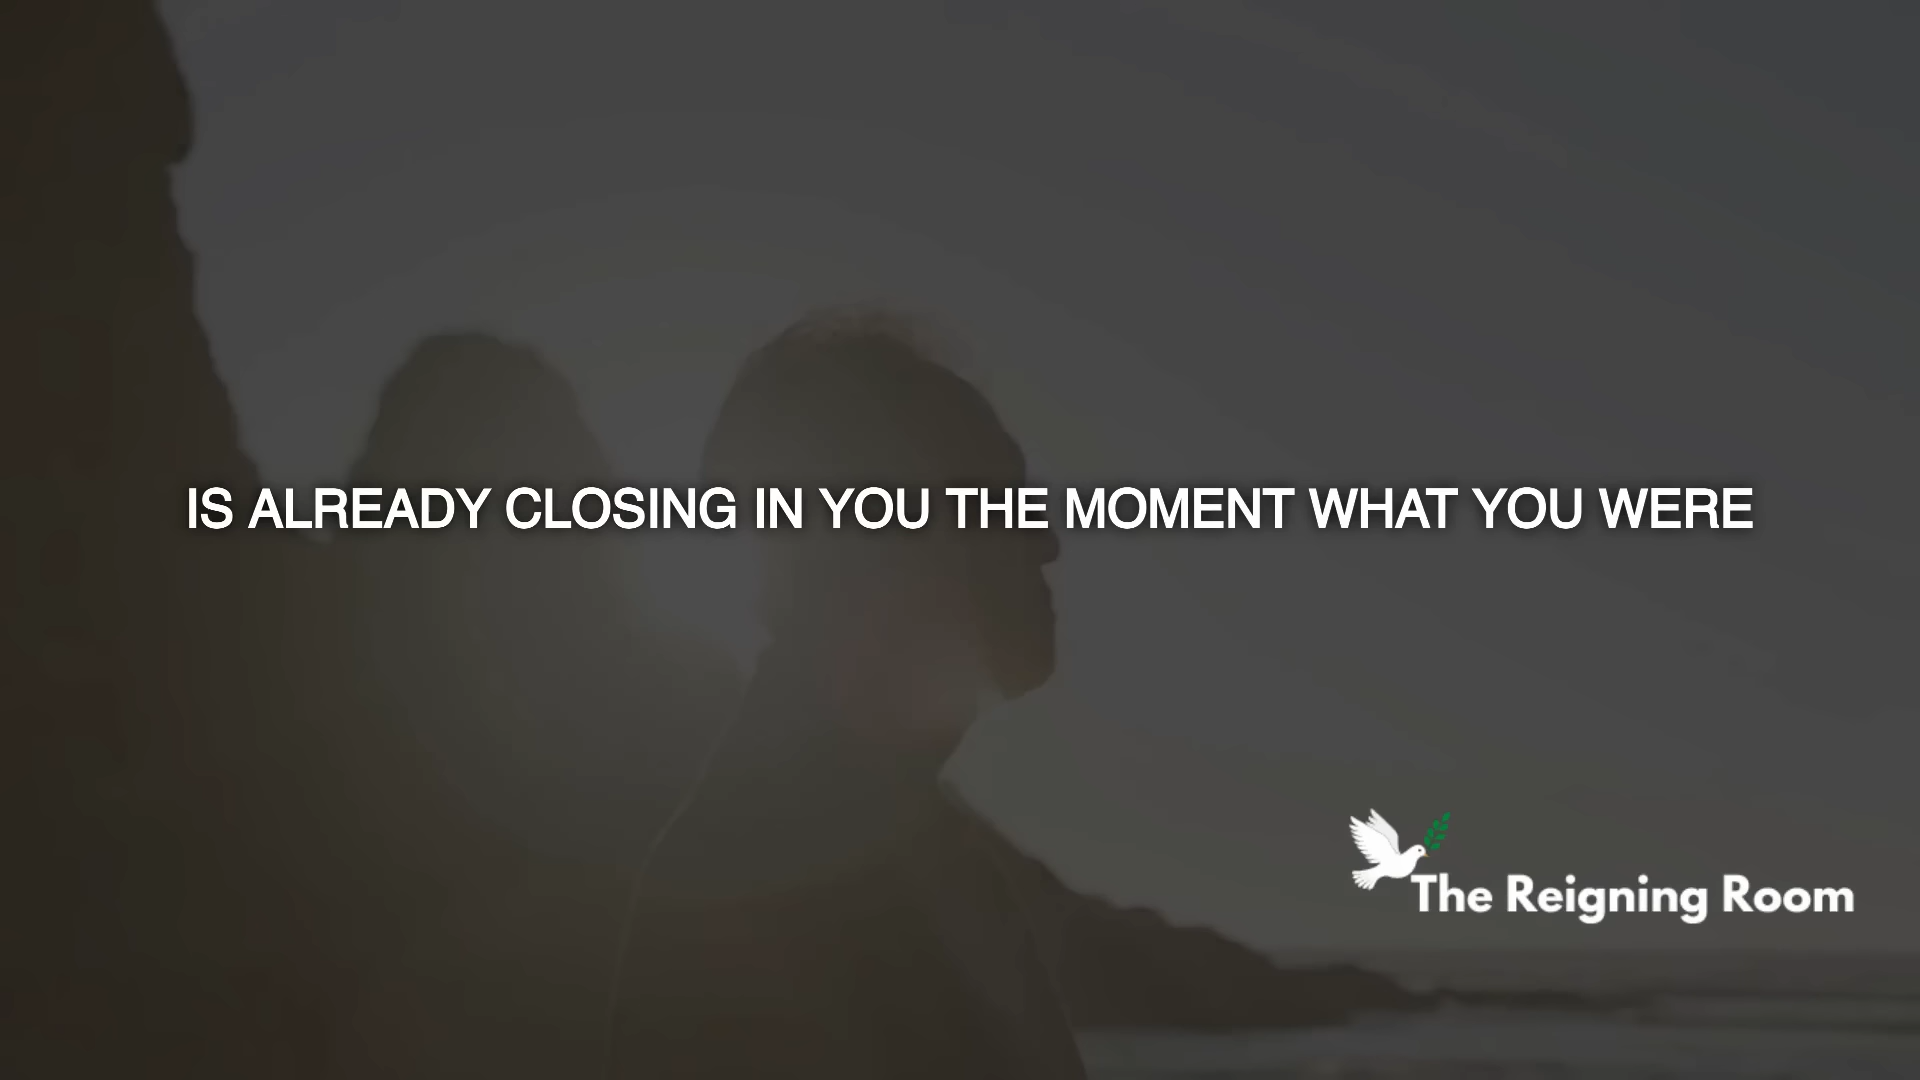 IS ALREADY CLOSING IN YOU THE MOMENT WHAT YOU WERE
The Reigning Room